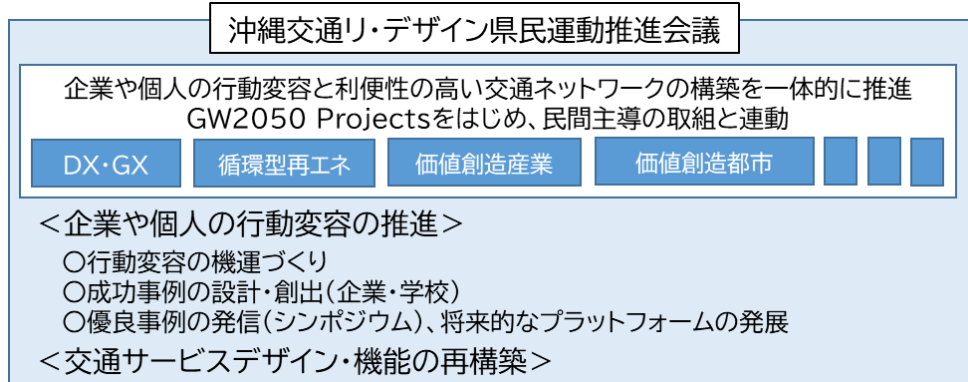 沖縄交通リ・デザイン県民運動推進会議
企業や個人の行動変容と利便性の高い交通ネットワークの構築を一体的に推進
GW2050 Projectsをはじめ、民間主導の取組と連動
DX・GX 循環型再エネ 価値創造産業 価値創造都市
＜企業や個人の行動変容の推進＞
〇行動変容の機運づくり
〇成功事例の設計・創出(企業・学校)
〇優良事例の発信(シンポジウム)、将来的なプラットフォームの発展
＜交通サービスデザイン・機能の再構築＞